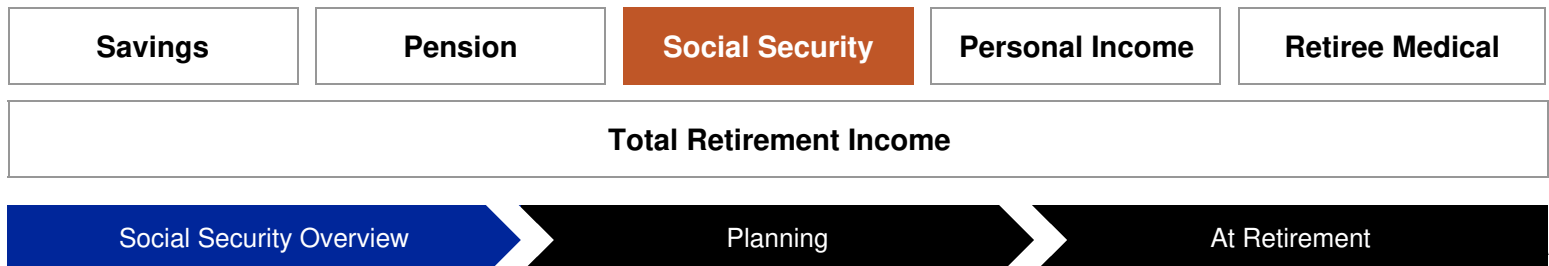 Savings Pension Social Security Personal Income Retiree Medical
Total Retirement Income
Social Security Overview Planning At Retirement